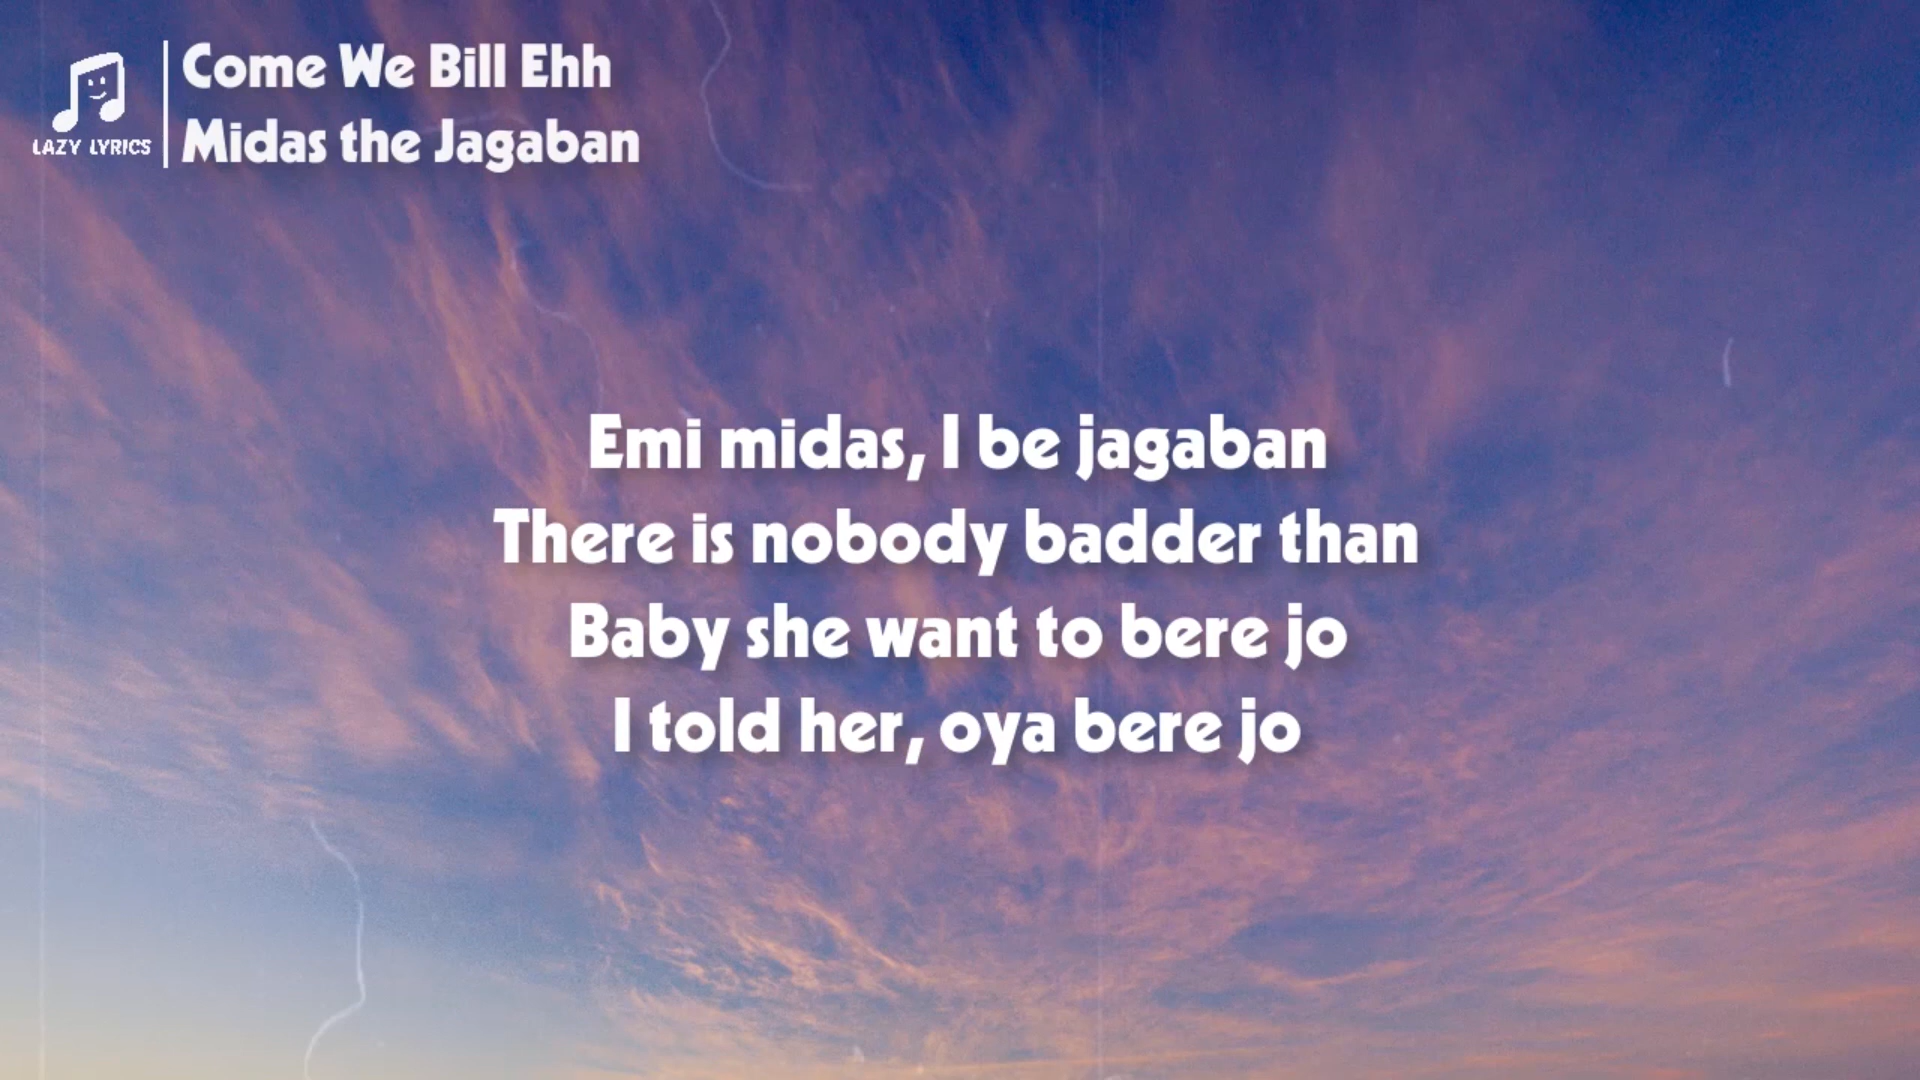 LAZY LYRICS
Come We Bill Ehh
Midas the Jagaban
Emi midas, I be jagaban
There is nobody badder than
Baby she want to bere jo
I told her, oya bere jo